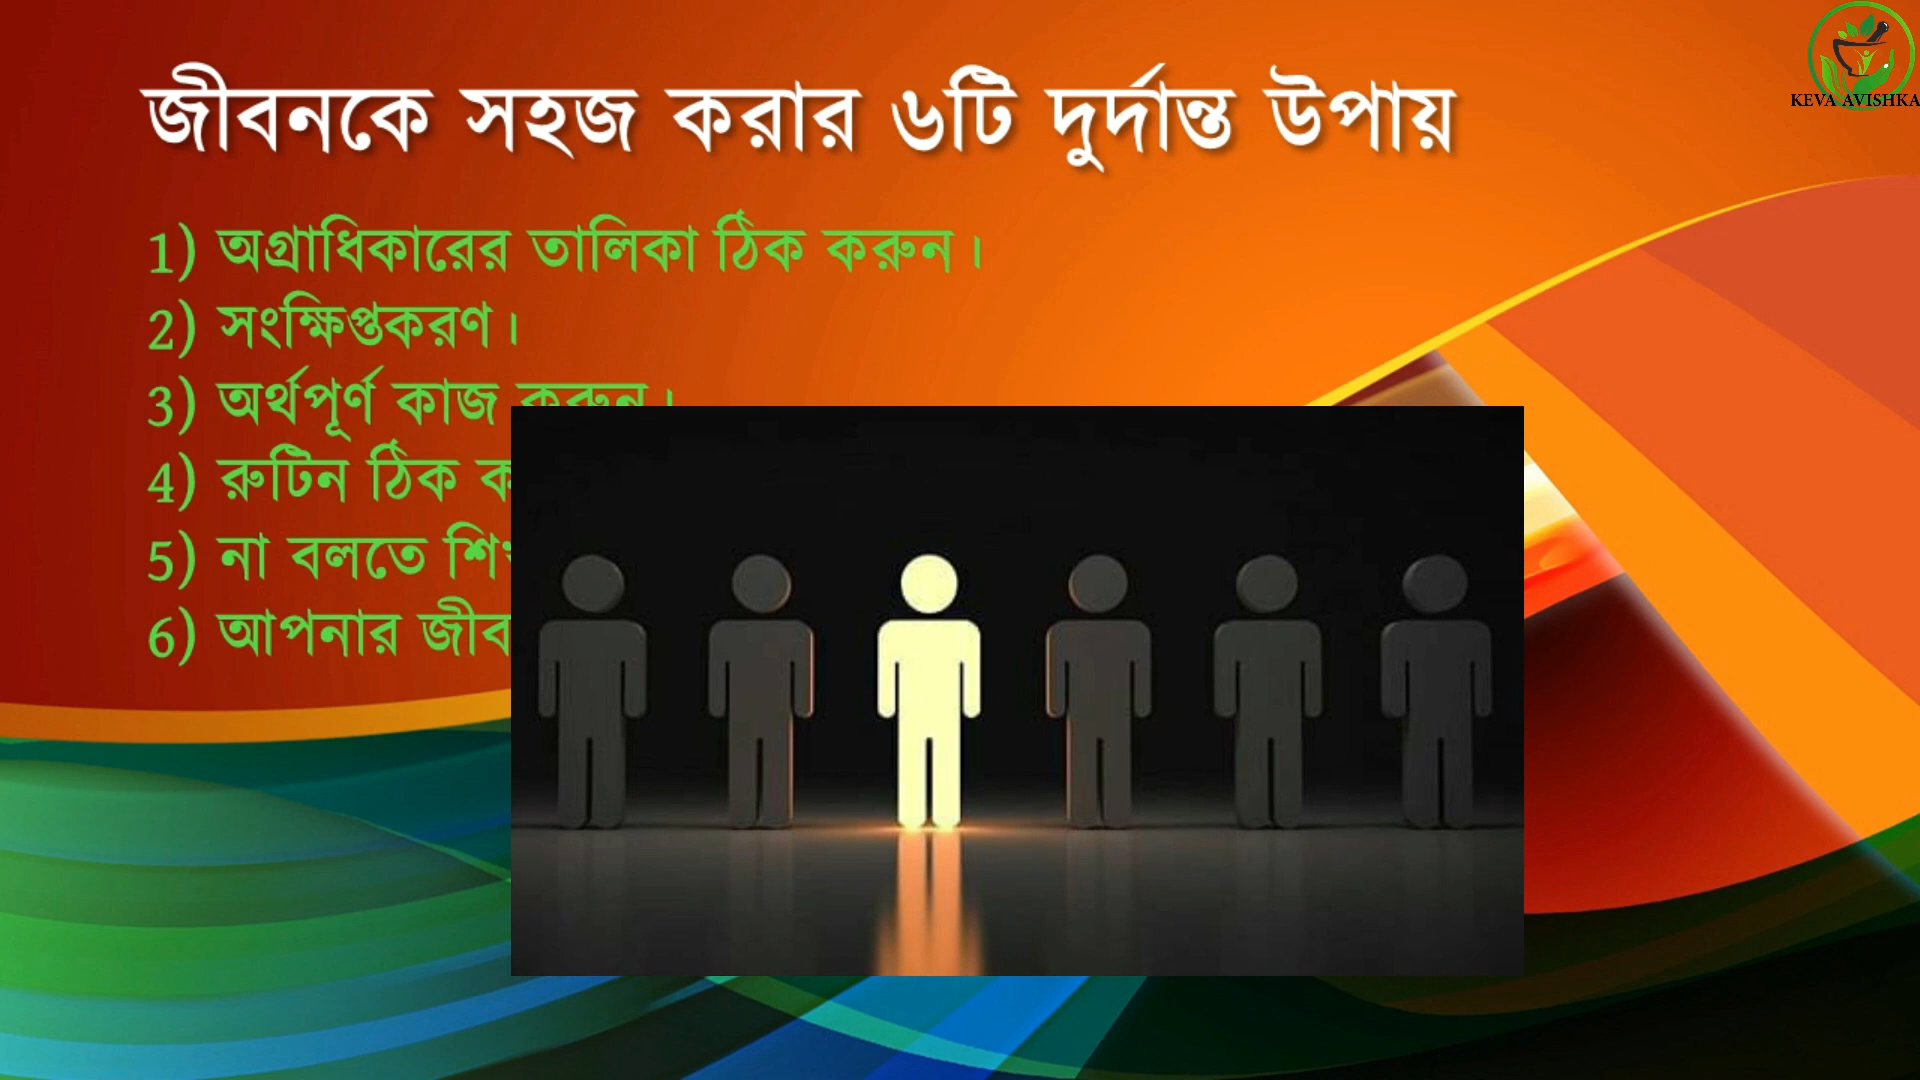 KEVA AVISHKA
জীবনকে সহজ করার ৬টি দুর্দান্ত উপায়
1) অগ্রাধিকারের তালিকা ঠিক করুন।
2) সংক্ষিপ্তকরণ।
3) অর্থপূর্ণ কাজ করুন।
4) রুটিন ঠিক
5) না বলতে
6) আপনার